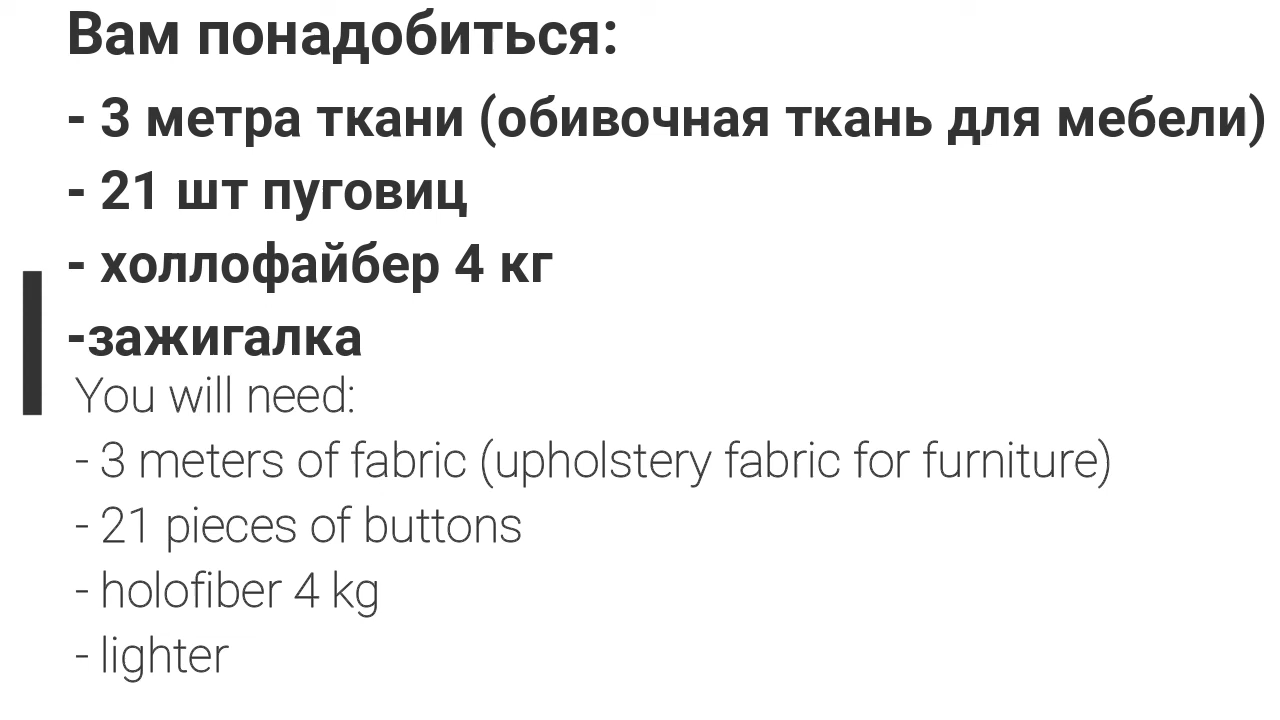 Вам понадобиться:
- 3 метра ткани (обивочная ткань для мебели)
- 21 шт пуговиц
- холлофайбер 4 кг
-зажигалка
You will need:
- 3 meters of fabric (upholstery fabric for furniture)
- 21 pieces of buttons
- holofiber 4 kg
- lighter